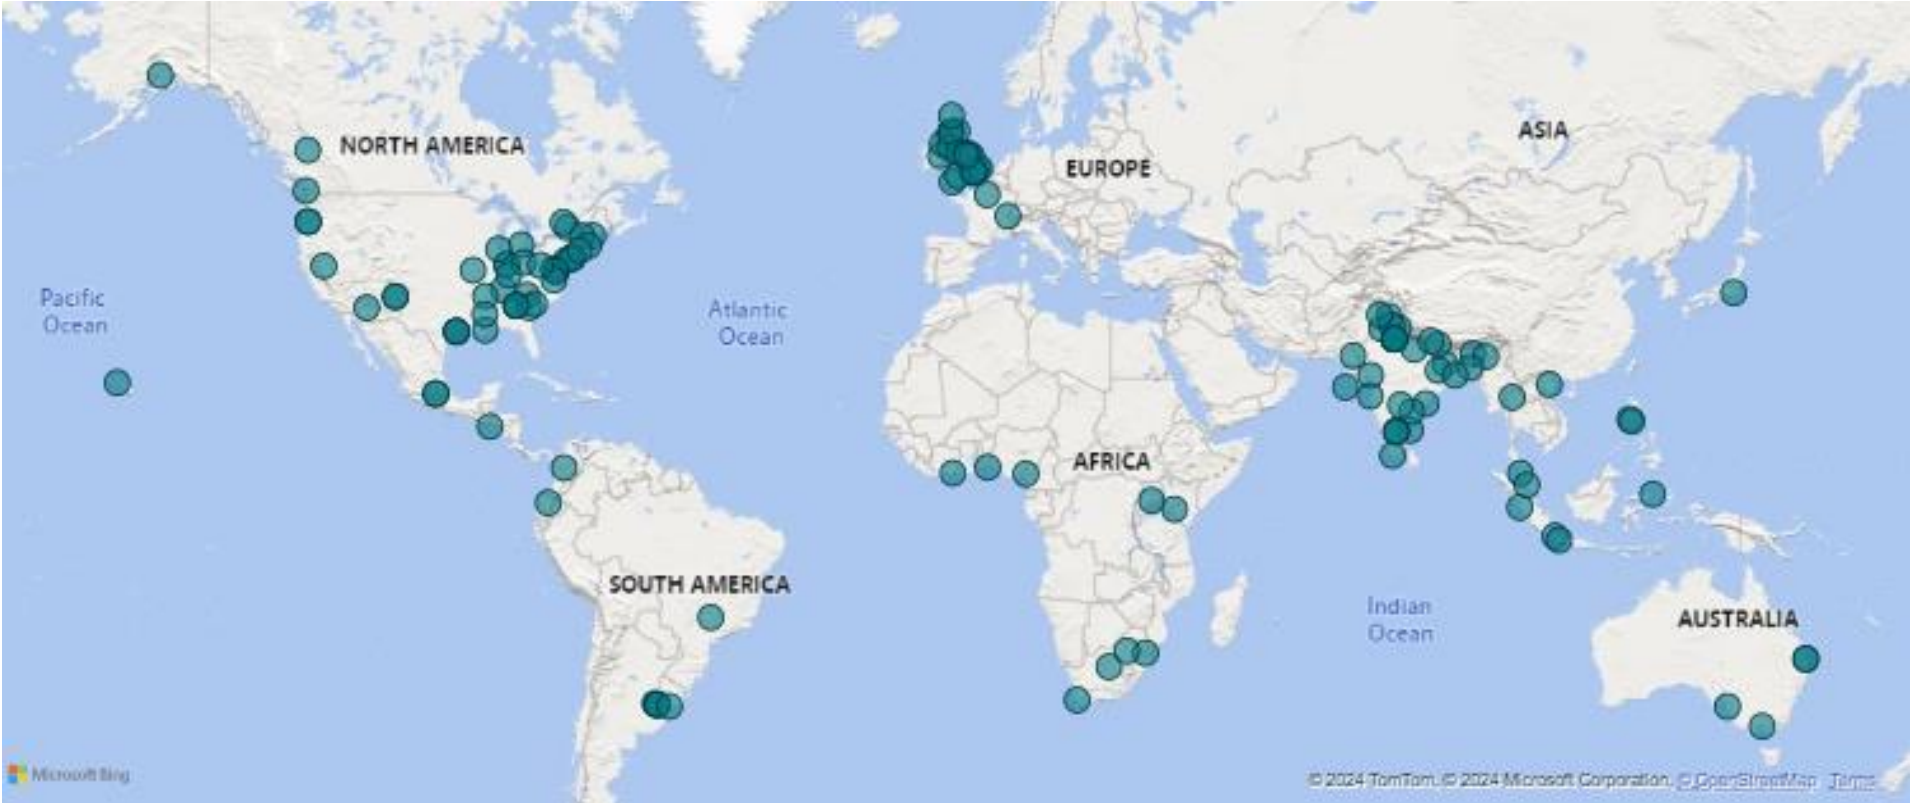 NORTH AMERICA
ASIA
EUROPE
Pacific
Ocean
Atlantic
Ocean
AFRICA
SOUTH AMERICA
Indian
Ocean
AUSTRALIA
Microsoft Bing
© 2024 TomTom, © 2024 Microsoft Corporation, © OpenStreetMap Terms